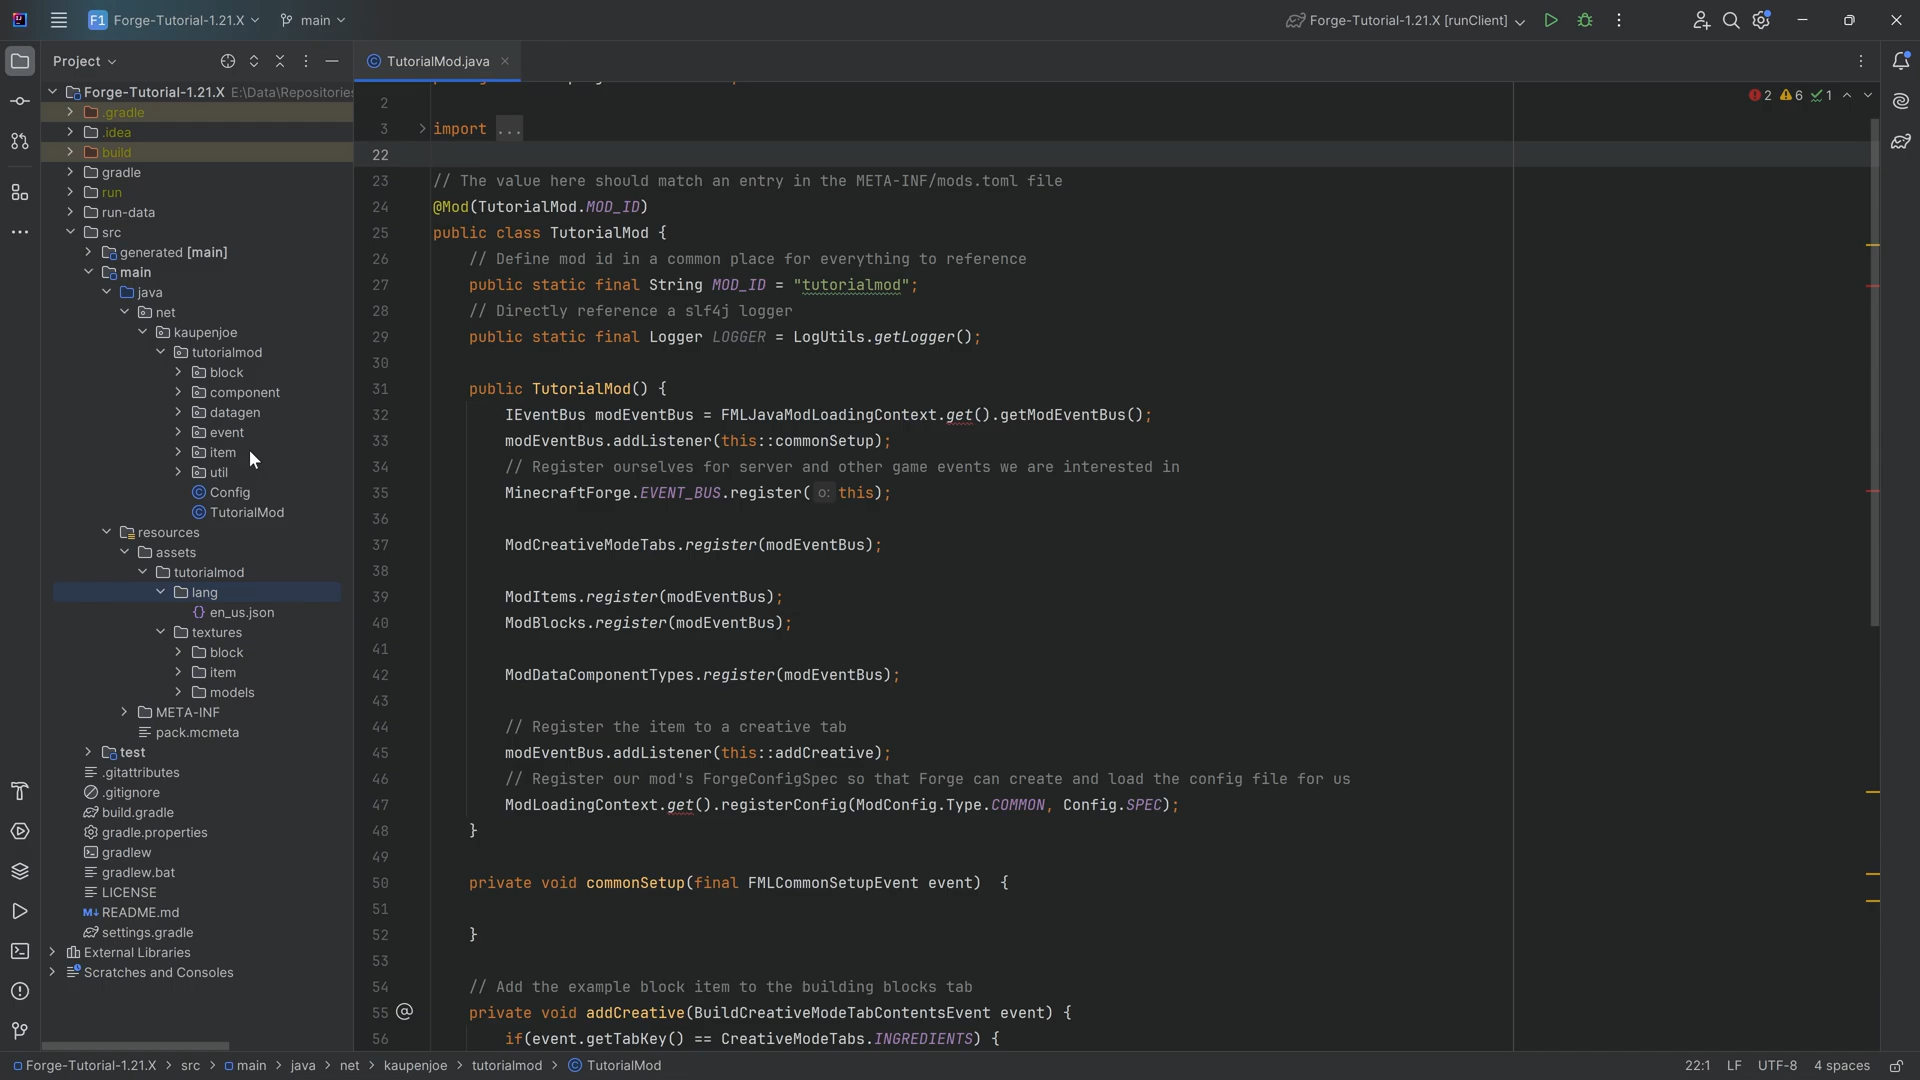 F1 Forge-Tutorial-1.21.X main Forge-Tutorial-1.21.X [runClient]
Project
TutorialMod.java
Forge-Tutorial-1.21.X E:\Data\Repositories
.gradle
.idea
build
gradle
run
run-data
src
generated [main]
main
java
net
kaupenjoe
tutorialmod
block
component
datagen
event
item
util
Config
TutorialMod
resources
assets
tutorialmod
lang
en_us.json
textures
block
item
models
META-INF
pack.mcmeta
test
.gitattributes
.gitignore
build.gradle
gradle.properties
gradlew
gradlew.bat
LICENSE
M↓ README.md
settings.gradle
External Libraries
Scratches and Consoles
2 6 1
2
3 import ...
22
23 // The value here should match an entry in the META-INF/mods.toml file
24 @Mod(TutorialMod.MOD_ID)
25 public class TutorialMod {
26 // Define mod id in a common place for everything to reference
27 public static final String MOD_ID = "tutorialmod";
28 // Directly reference a slf4j logger
29 public static final Logger LOGGER = LogUtils.getLogger();
30
31 public TutorialMod() {
32 IEventBus modEventBus = FMLJavaModLoadingContext.get().getModEventBus();
33 modEventBus.addListener(this::commonSetup);
34 // Register ourselves for server and other game events we are interested in
35 MinecraftForge.EVENT_BUS.register( o: this);
36
37 ModCreativeModeTabs.register(modEventBus);
38
39 ModItems.register(modEventBus);
40 ModBlocks.register(modEventBus);
41
42 ModDataComponentTypes.register(modEventBus);
43
44 // Register the item to a creative tab
45 modEventBus.addListener(this::addCreative);
46 // Register our mod's ForgeConfigSpec so that Forge can create and load the config file for us
47 ModLoadingContext.get().registerConfig(ModConfig.Type.COMMON, Config.SPEC);
48 }
49
50 private void commonSetup(final FMLCommonSetupEvent event) {
51
52 }
53
54 // Add the example block item to the building blocks tab
55 @ private void addCreative(BuildCreativeModeTabContentsEvent event) {
56 if(event.getTabKey() == CreativeModeTabs.INGREDIENTS) {
Forge-Tutorial-1.21.X > src > main > java > net > kaupenjoe > tutorialmod > TutorialMod 22:1 LF UTF-8 4 spaces